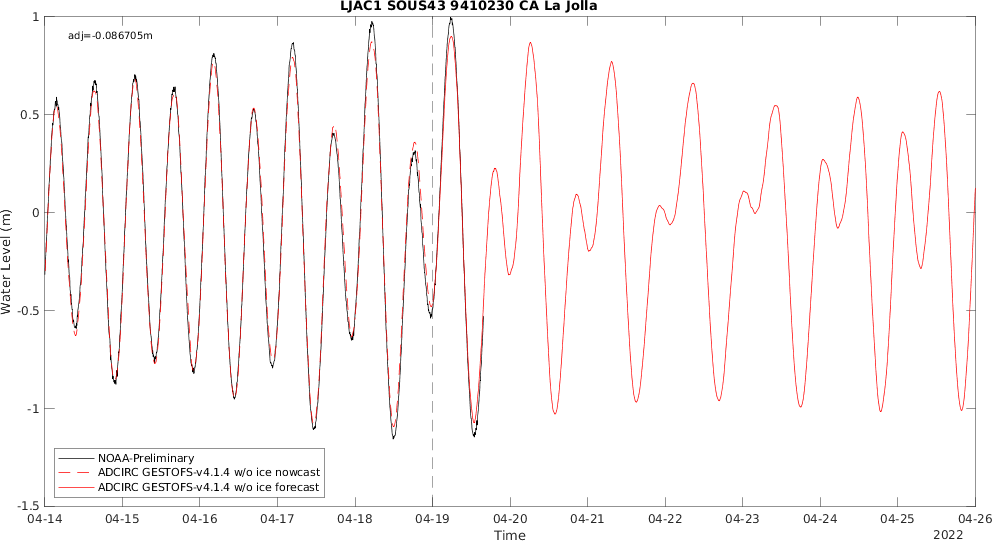 LJAC1 SOUS43 9410230 CA La Jolla
adj=-0.086705m
1
0.5
0
-0.5
-1
-1.5
Water Level (m)
NOAA-Preliminary
ADCIRC GESTOFS-v4.1.4 w/o ice nowcast
ADCIRC GESTOFS-v4.1.4 w/o ice forecast
04-14 04-15 04-16 04-17 04-18 04-19 04-20 04-21 04-22 04-23 04-24 04-25 04-26
Time
2022